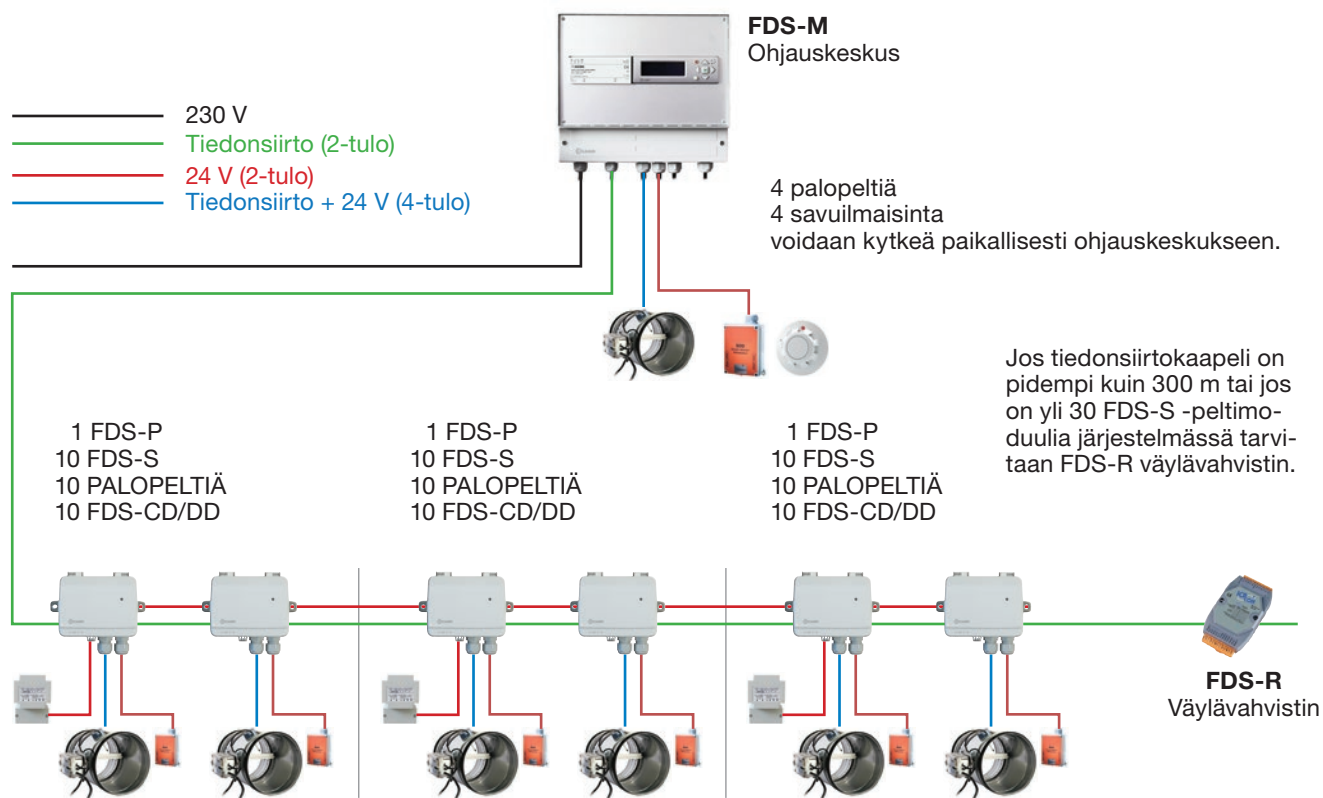 FDS-M
Ohjauskeskus
230 V
Tiedonsiirto (2-tulo)
24 V (2-tulo)
Tiedonsiirto + 24 V (4-tulo)
4 palopeltiä
4 savuilmaisinta
voidaan kytkeä paikallisesti ohjauskeskukseen.
Jos tiedonsiirtokaapeli on
pidempi kuin 300 m tai jos
on yli 30 FDS-S -peltimo-
duulia järjestelmässä tarvi-
taan FDS-R väylävahvistin.
1 FDS-P
10 FDS-S
10 PALOPELTIÄ
10 FDS-CD/DD
1 FDS-P
10 FDS-S
10 PALOPELTIÄ
10 FDS-CD/DD
1 FDS-P
10 FDS-S
10 PALOPELTIÄ
10 FDS-CD/DD
FDS-R
Väylävahvistin